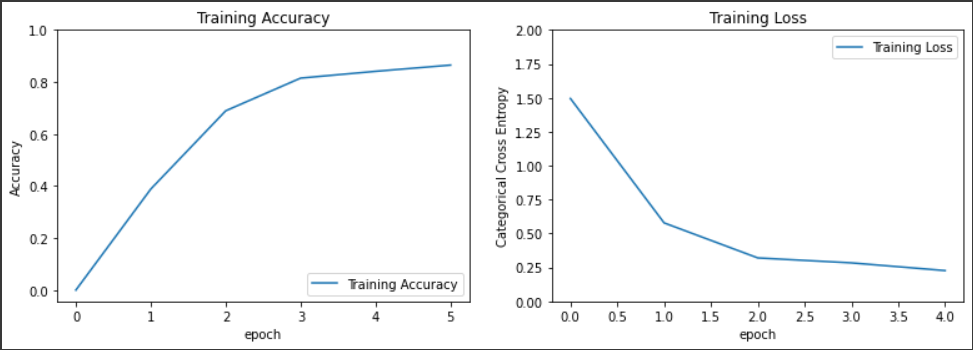 Training Accuracy
1.0
0.8
0.6
0.4
0.2
0.0
Accuracy
Training Accuracy
0 1 2 3 4 5
epoch
Training Loss
2.00
1.75
1.50
1.25
1.00
0.75
0.50
0.25
0.00
Categorical Cross Entropy
Training Loss
0.0 0.5 1.0 1.5 2.0 2.5 3.0 3.5 4.0
epoch